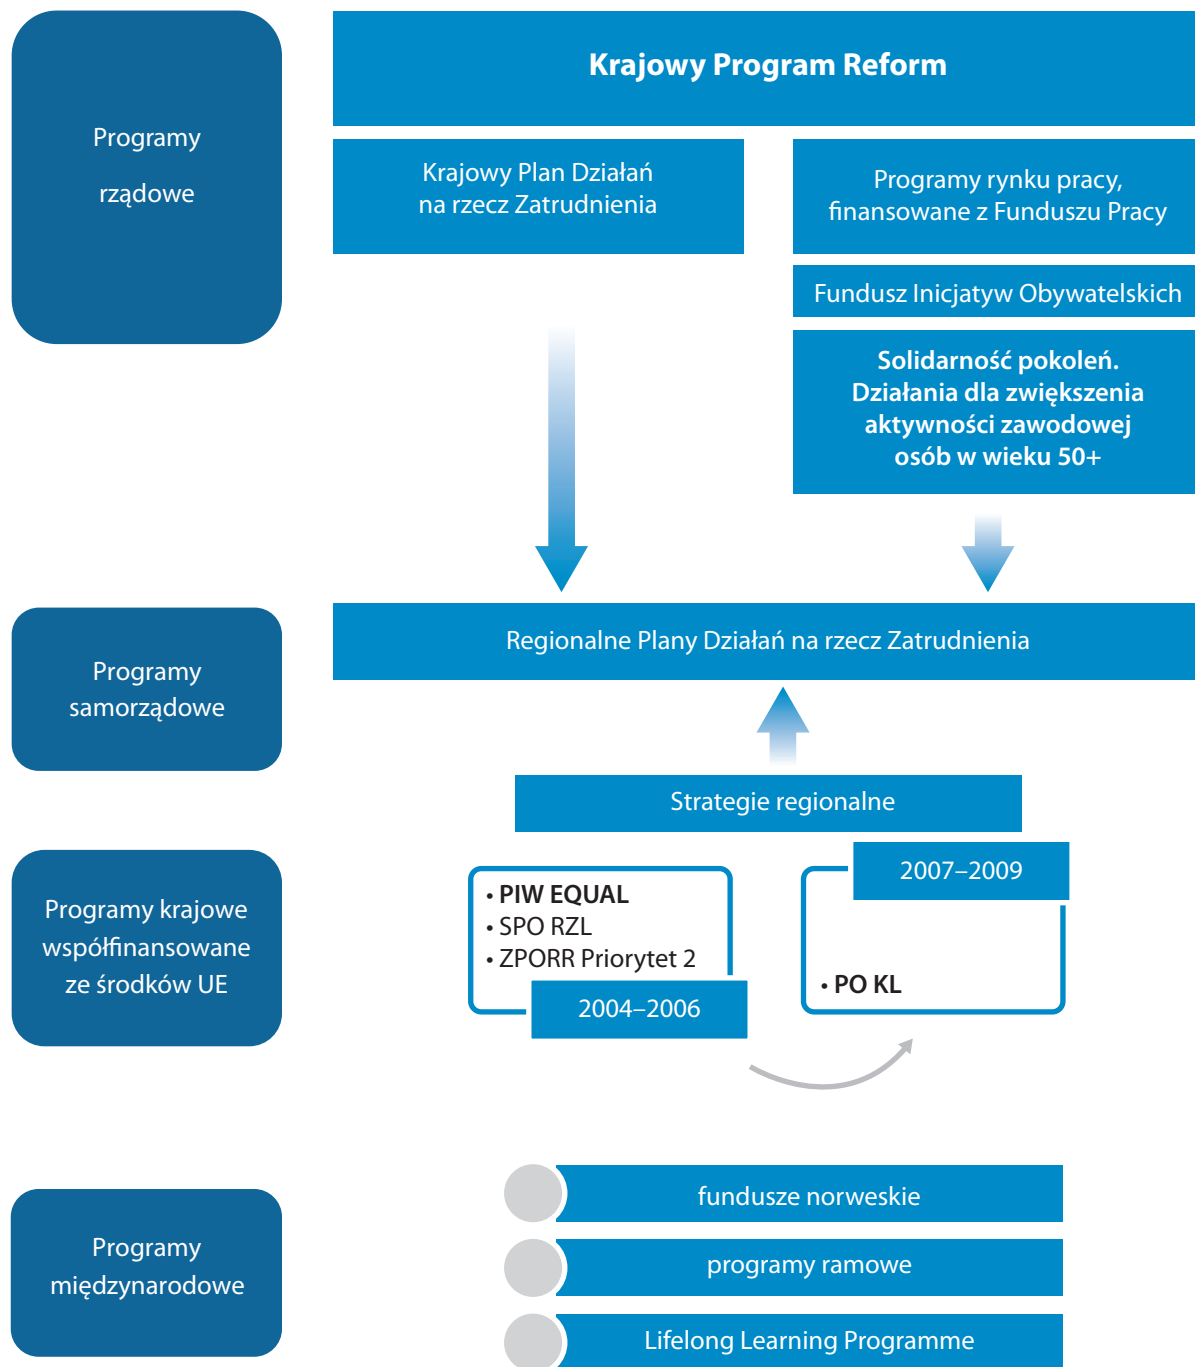 Programy
rządowe
Krajowy Program Reform
Krajowy Plan Działań
na rzecz Zatrudnienia
Programy rynku pracy,
finansowane z Funduszu Pracy
Fundusz Inicjatyw Obywatelskich
Solidarność pokoleń.
Działania dla zwiększenia
aktywności zawodowej
osób w wieku 50+
Programy
samorządowe
Regionalne Plany Działań na rzecz Zatrudnienia
Strategie regionalne
Programy krajowe
współfinansowane
ze środków UE
• PIW EQUAL
• SPO RZL
• ZPORR Priorytet 2
2004–2006
2007–2009
• PO KL
Programy
międzynarodowe
fundusze norweskie
programy ramowe
Lifelong Learning Programme